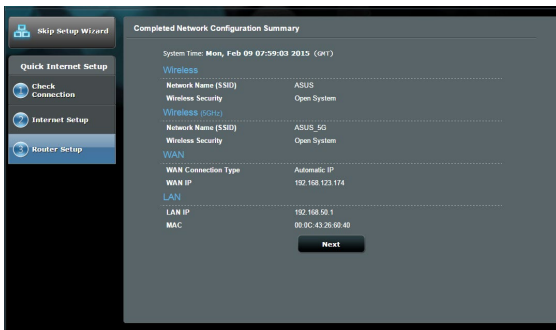 Skip Setup Wizard
Quick Internet Setup
1 Check
Connection
2 Internet Setup
3 Router Setup
Completed Network Configuration Summary
System Time: Mon, Feb 09 07:59:03 2015 (GMT)
Wireless
Network Name (SSID) ASUS
Wireless Security Open System
Wireless (5GHz)
Network Name (SSID) ASUS_5G
Wireless Security Open System
WAN
WAN Connection Type Automatic IP
WAN IP 192.168.123.174
LAN
LAN IP 192.168.50.1
MAC 00:0C:43:26:60:40
Next